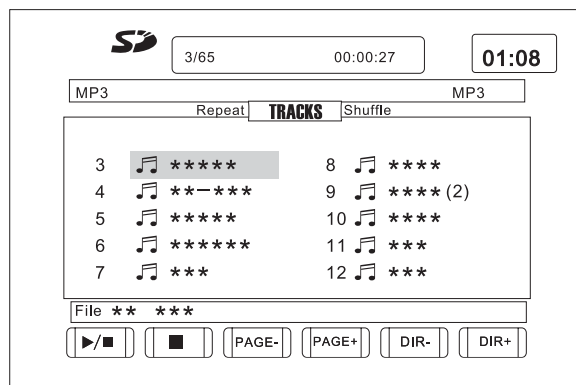 SD
3/65 00:00:27
01:08
MP3 MP3
Repeat TRACKS Shuffle
3 *****
4 **-***
5 *****
6 ******
7 ***
8 ****
9 ****(2)
10 ****
11 ***
12 ***
File ** ***
▶/■ ■ PAGE- PAGE+ DIR- DIR+